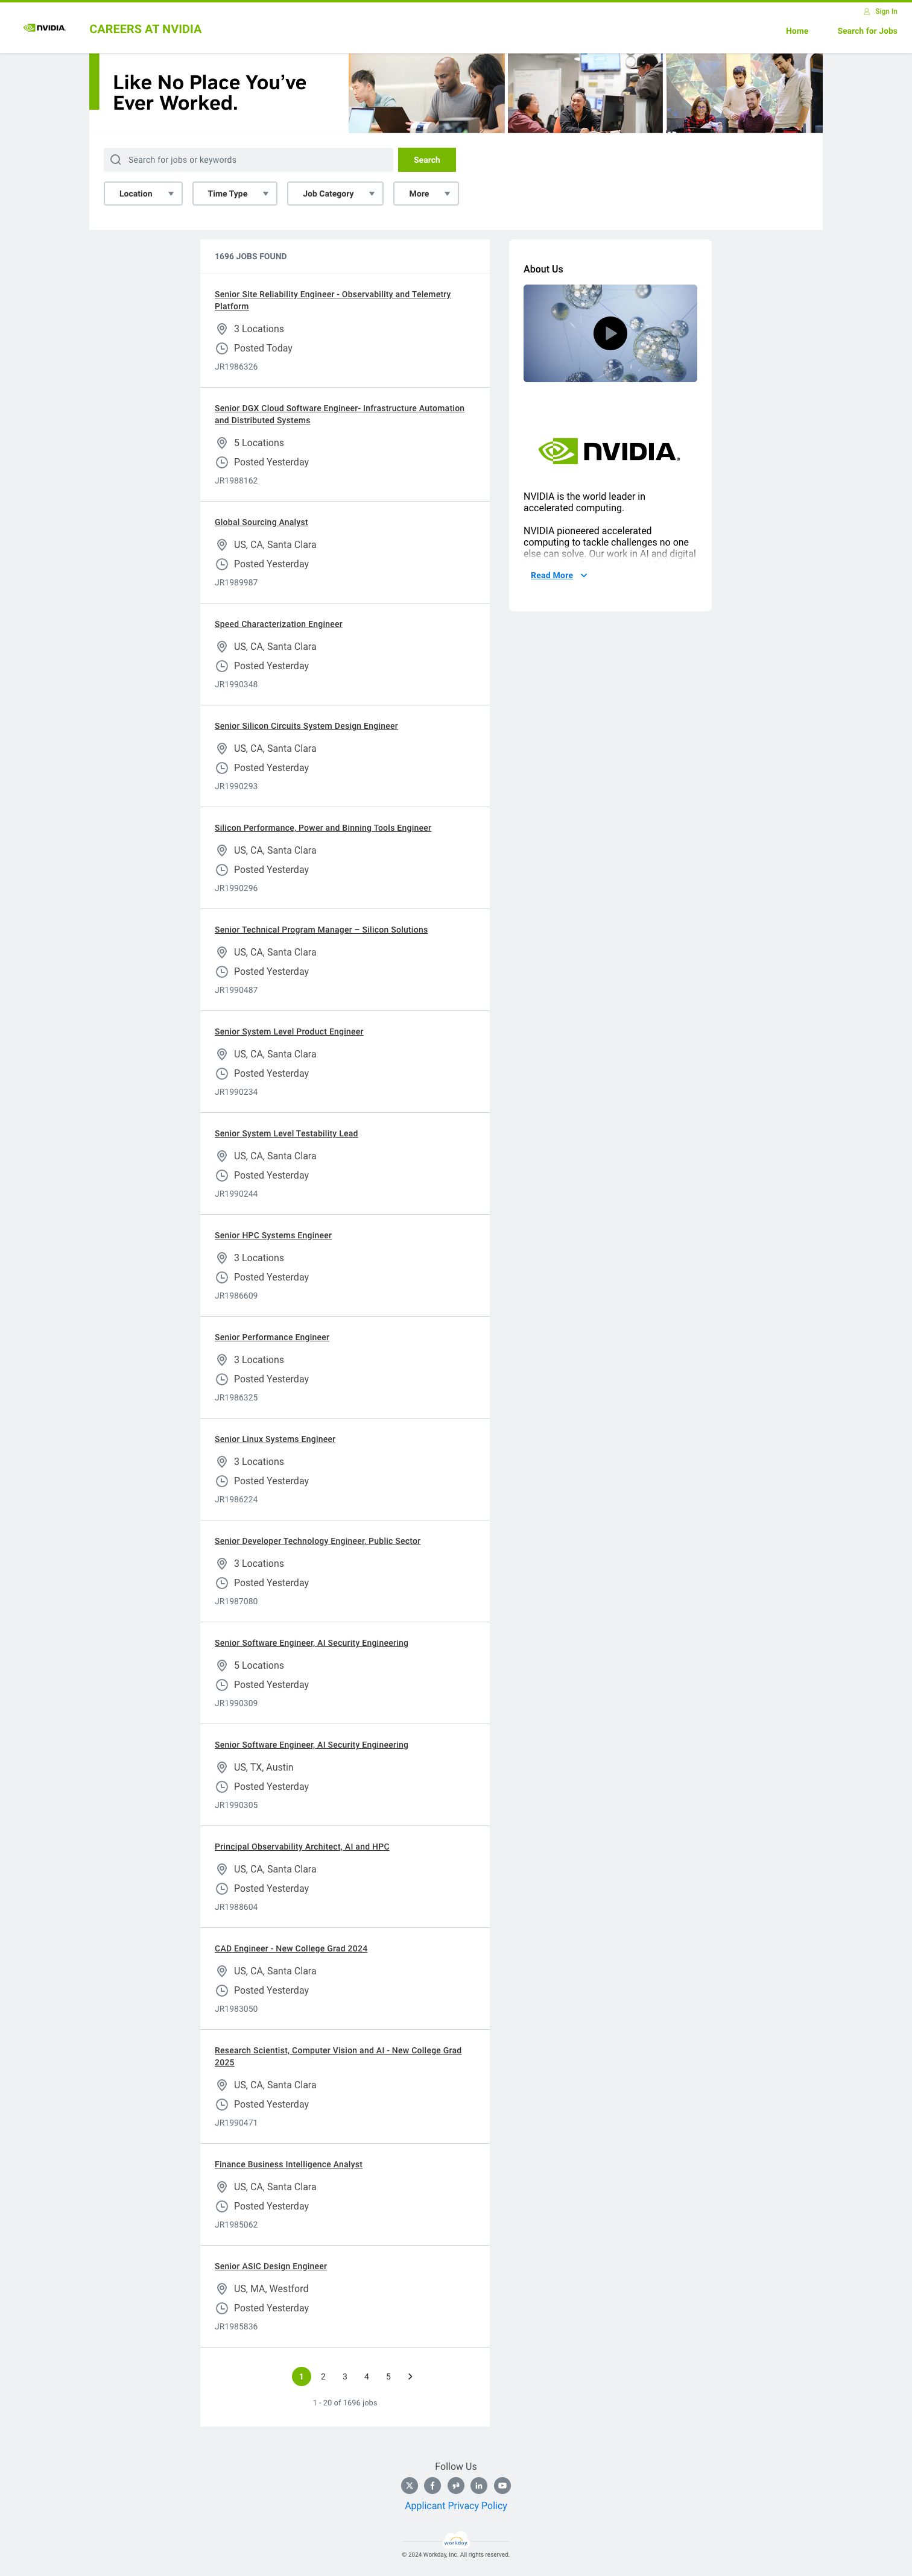 Sign In
NVIDIA.
CAREERS AT NVIDIA
Home
Search for Jobs
Like No Place You've
Ever Worked.
Search for jobs or keywords
Search
Location
Time Type
Job Category
More
1696 JOBS FOUND
Senior Site Reliability Engineer - Observability and Telemetry
Platform
3 Locations
Posted Today
JR1986326
Senior DGX Cloud Software Engineer- Infrastructure Automation
and Distributed Systems
5 Locations
Posted Yesterday
JR1988162
Global Sourcing Analyst
US, CA, Santa Clara
Posted Yesterday
JR1989987
Speed Characterization Engineer
US, CA, Santa Clara
Posted Yesterday
JR1990348
Senior Silicon Circuits System Design Engineer
US, CA, Santa Clara
Posted Yesterday
JR1990293
Silicon Performance, Power and Binning Tools Engineer
US, CA, Santa Clara
Posted Yesterday
JR1990296
Senior Technical Program Manager – Silicon Solutions
US, CA, Santa Clara
Posted Yesterday
JR1990487
Senior System Level Product Engineer
US, CA, Santa Clara
Posted Yesterday
JR1990234
Senior System Level Testability Lead
US, CA, Santa Clara
Posted Yesterday
JR1990244
Senior HPC Systems Engineer
3 Locations
Posted Yesterday
JR1986609
Senior Performance Engineer
3 Locations
Posted Yesterday
JR1986325
Senior Linux Systems Engineer
3 Locations
Posted Yesterday
JR1986224
Senior Developer Technology Engineer, Public Sector
3 Locations
Posted Yesterday
JR1987080
Senior Software Engineer, AI Security Engineering
5 Locations
Posted Yesterday
JR1990309
Senior Software Engineer, AI Security Engineering
US, TX, Austin
Posted Yesterday
JR1990305
Principal Observability Architect, AI and HPC
US, CA, Santa Clara
Posted Yesterday
JR1988604
CAD Engineer - New College Grad 2024
US, CA, Santa Clara
Posted Yesterday
JR1983050
Research Scientist, Computer Vision and AI - New College Grad
2025
US, CA, Santa Clara
Posted Yesterday
JR1990471
Finance Business Intelligence Analyst
US, CA, Santa Clara
Posted Yesterday
JR1985062
Senior ASIC Design Engineer
US, MA, Westford
Posted Yesterday
JR1985836
1 2 3 4 5
1 - 20 of 1696 jobs
About Us
NVIDIA.
NVIDIA is the world leader in
accelerated computing.
NVIDIA pioneered accelerated
computing to tackle challenges no one
else can solve. Our work in AI and digital
Read More
Follow Us
Applicant Privacy Policy
workday
© 2024 Workday, Inc. All rights reserved.